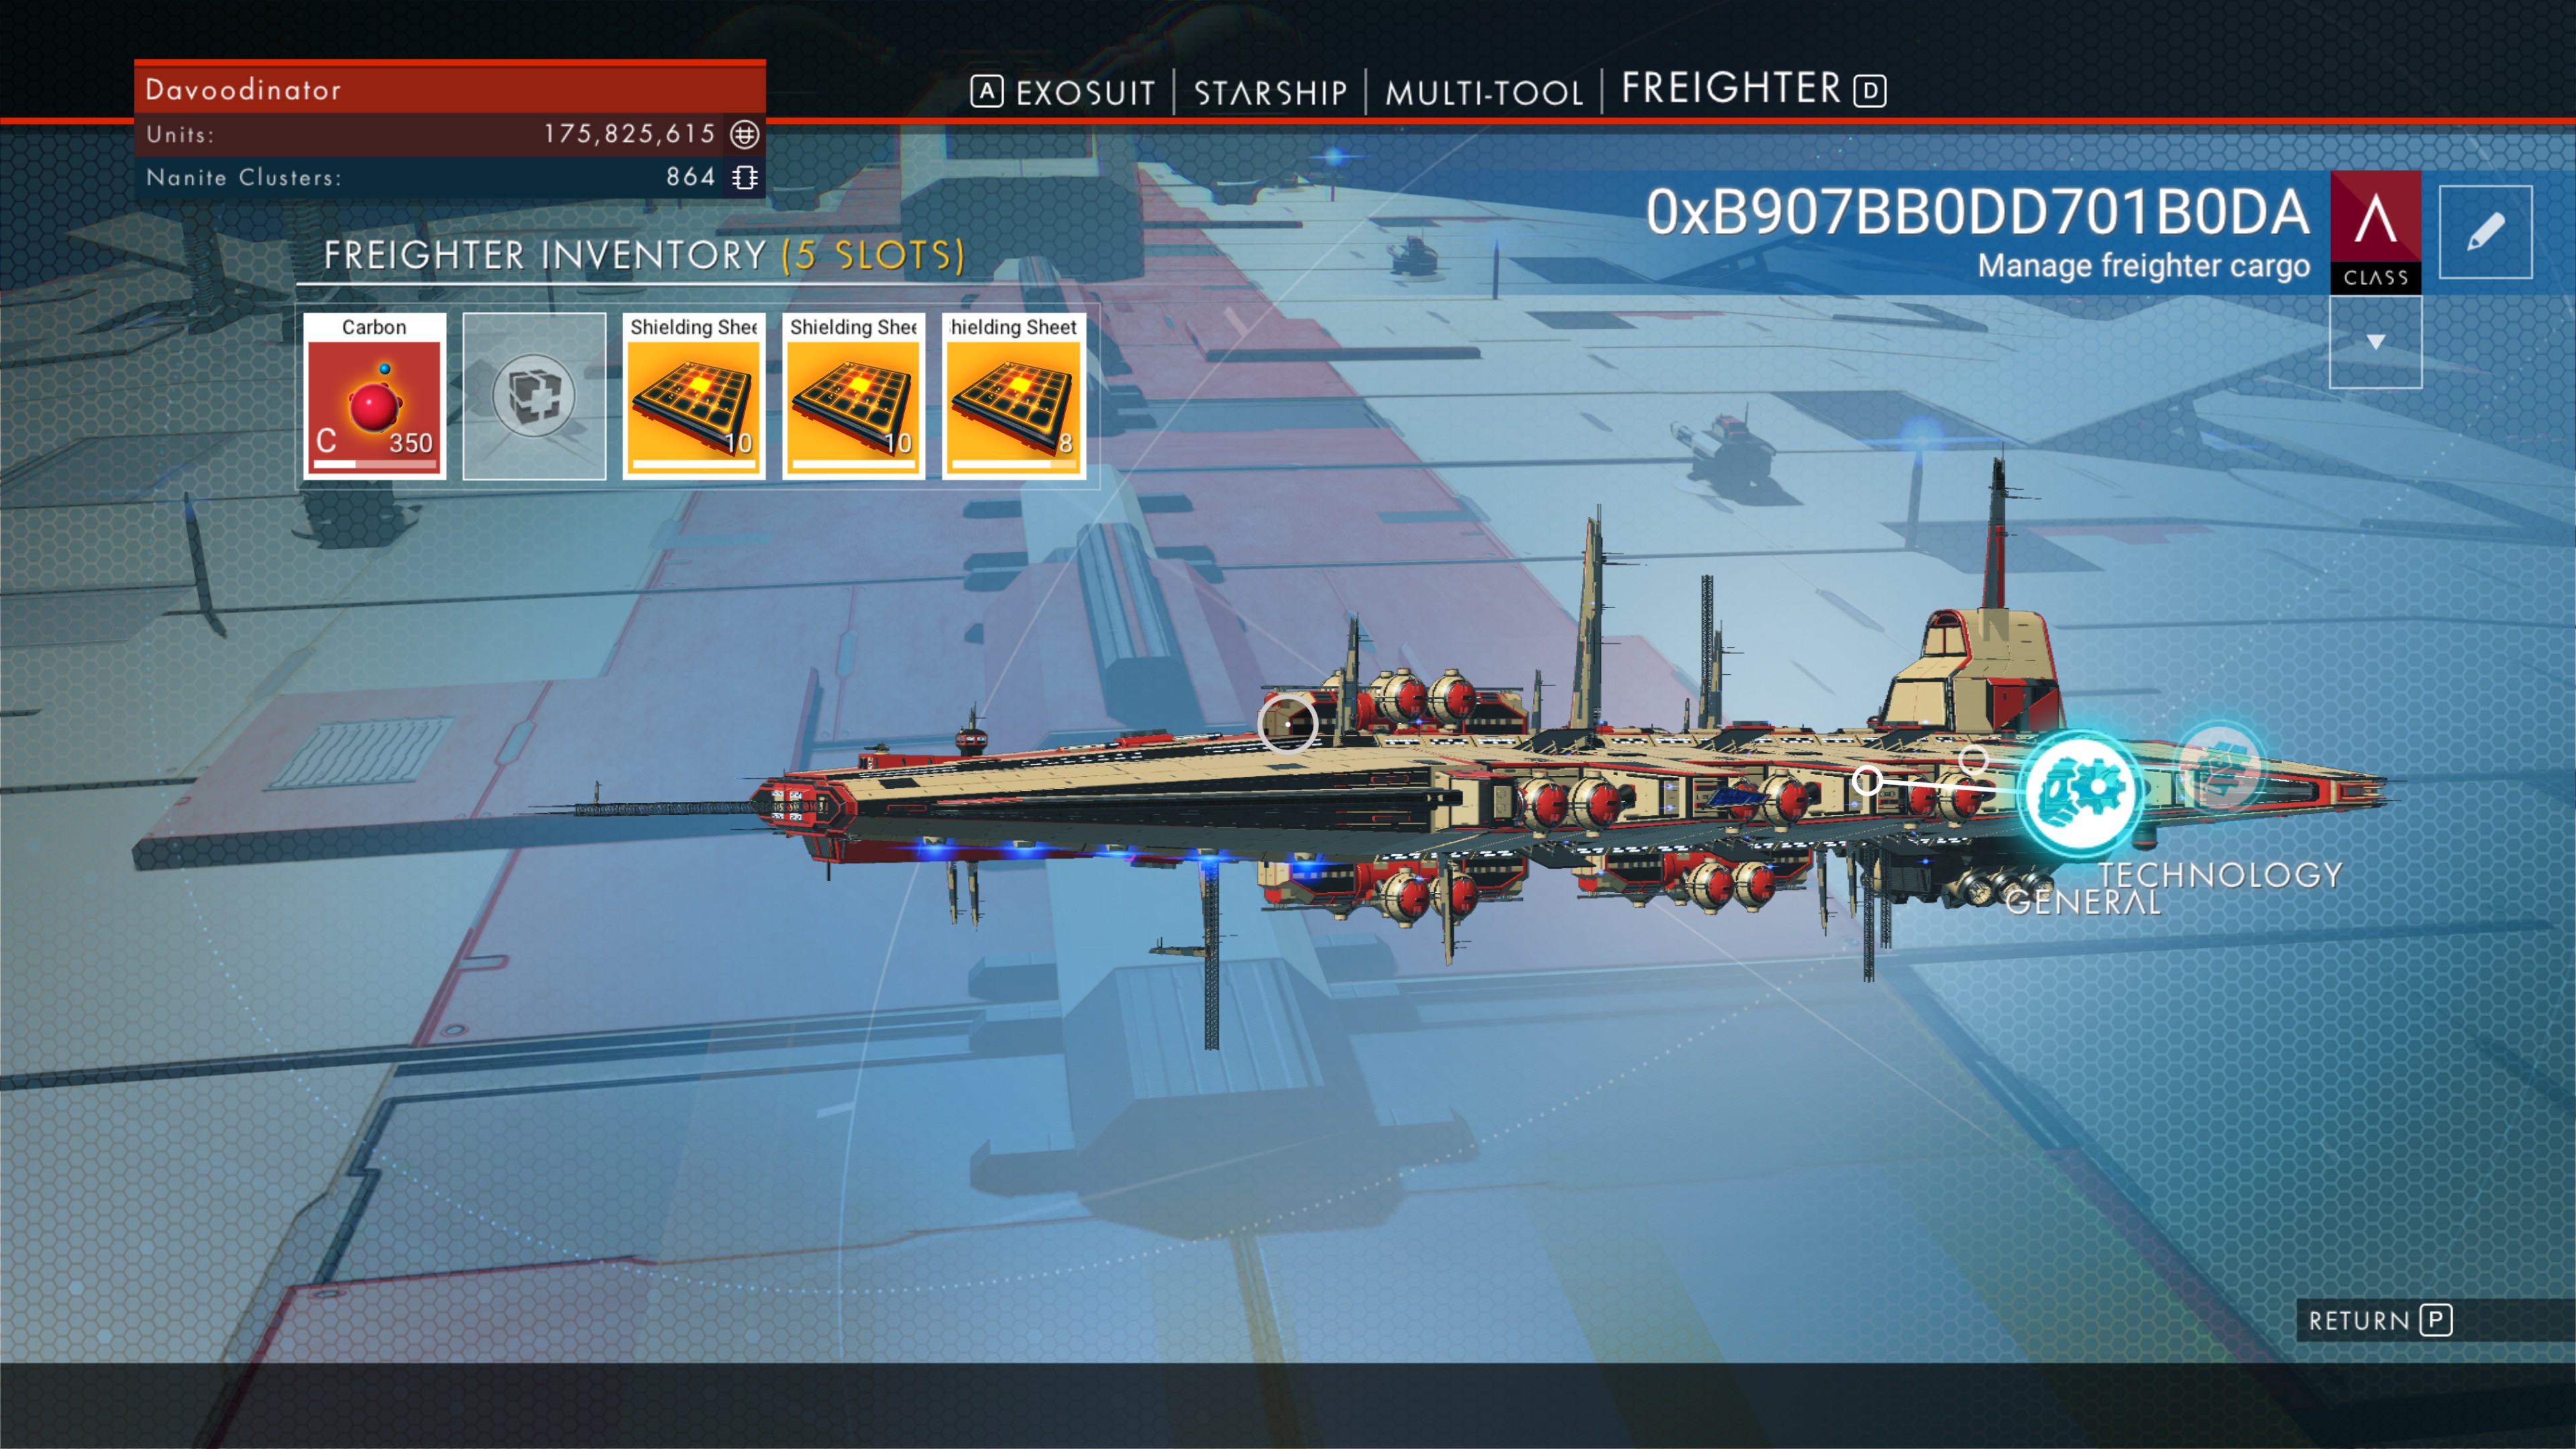 Davoodinator
Units: 175,825,615
Nanite Clusters: 864
A EXOSUIT STARSHIP MULTI-TOOL FREIGHTER D
0xB907BB0DD701B0DA
Manage freighter cargo
CLASS
FREIGHTER INVENTORY (5 SLOTS)
Carbon
C 350
Shielding Shee
10
Shielding Shee
10
hielding Sheet
8
TECHNOLOGY
GENERAL
RETURN P